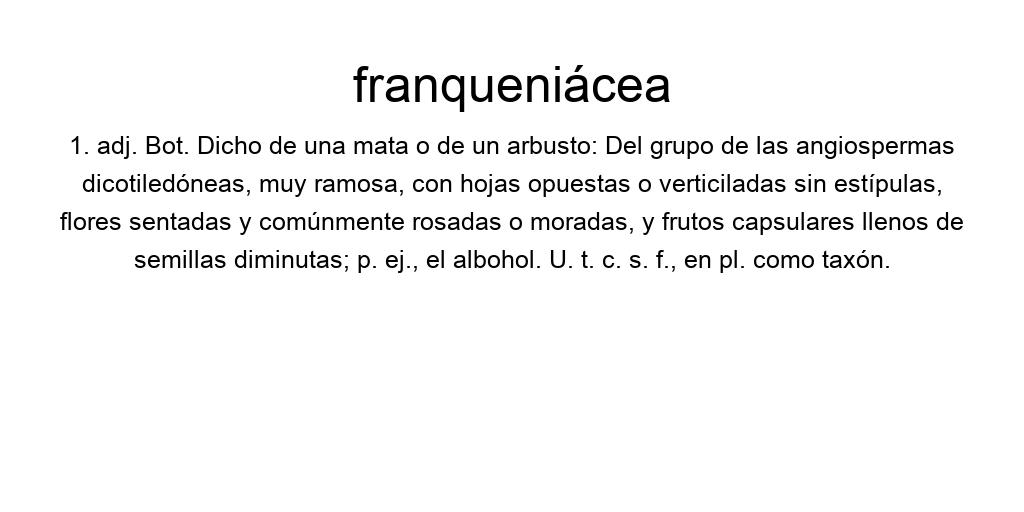 franqueniácea
1. adj. Bot. Dicho de una mata o de un arbusto: Del grupo de las angiospermas
dicotiledóneas, muy ramosa, con hojas opuestas o verticiladas sin estípulas,
flores sentadas y comúnmente rosadas o moradas, y frutos capsulares llenos de
semillas diminutas; p. ej., el albohol. U. t. c. s. f., en pl. como taxón.